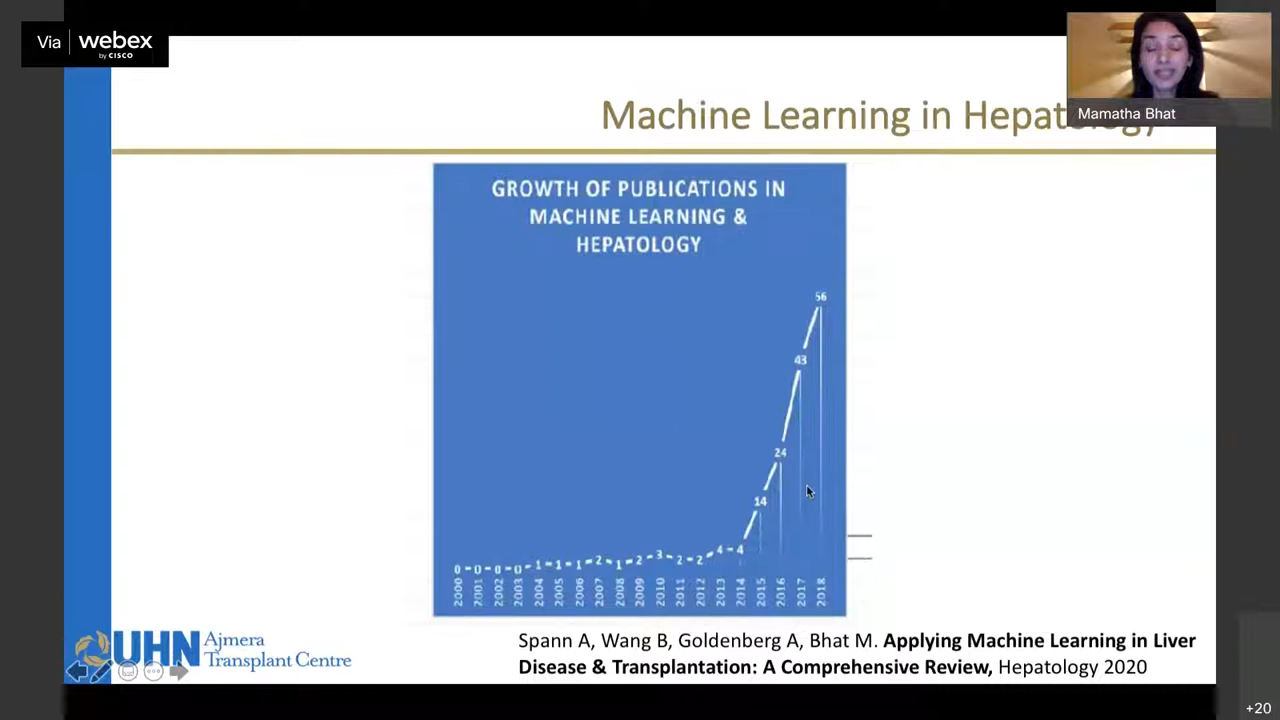 Via webex
by CISCO
Mamatha Bhat
Machine Learning in Hepatology
GROWTH OF PUBLICATIONS IN
MACHINE LEARNING &
HEPATOLOGY
56
43
24
14
0 0 0 0 1 1 1 2 1 2 3 2 2 4 4
2000 2001 2002 2003 2004 2005 2006 2007 2008 2009 2010 2011 2012 2013 2014 2015 2016 2017 2018
UHN Ajmera
Transplant Centre
Spann A, Wang B, Goldenberg A, Bhat M. Applying Machine Learning in Liver
Disease & Transplantation: A Comprehensive Review, Hepatology 2020
+20